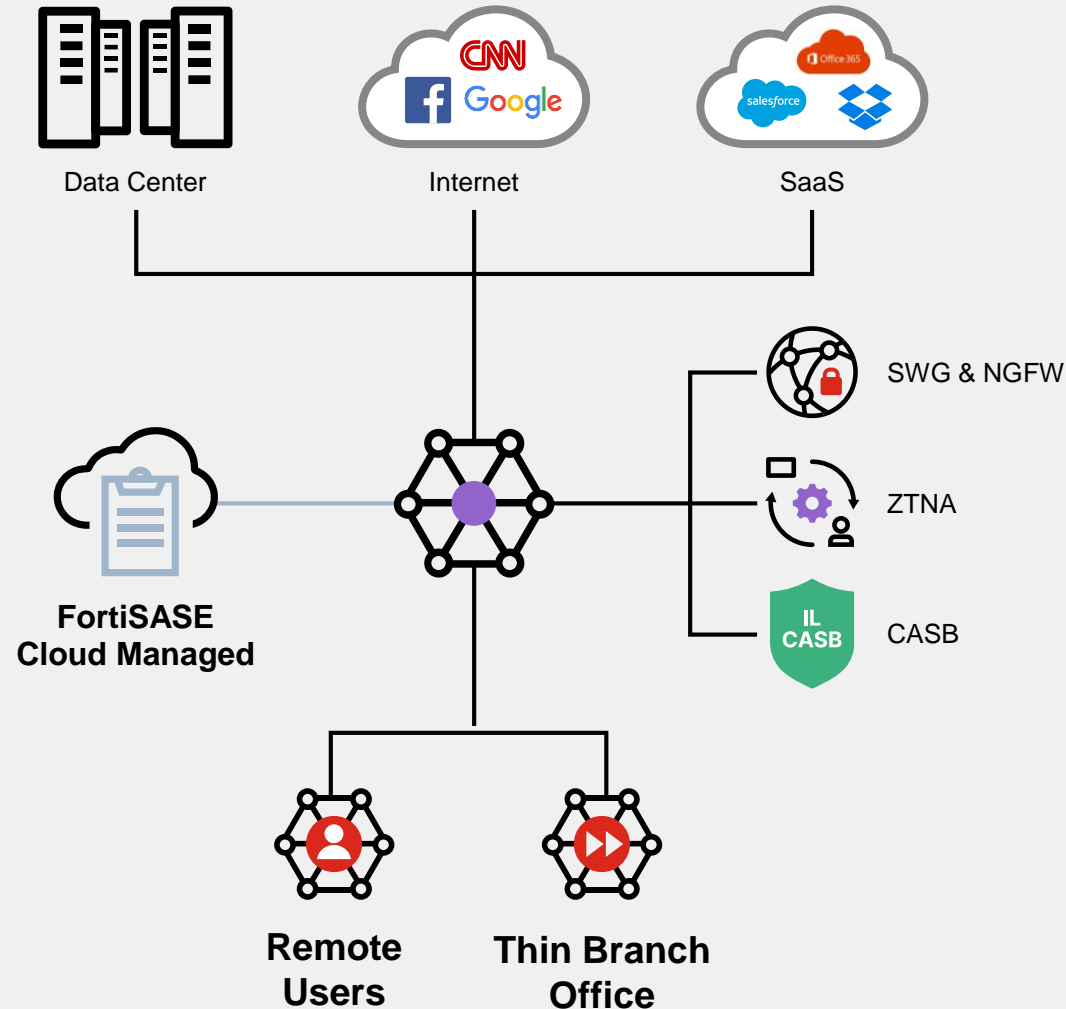 CNN
Google
Office 365
salesforce
Data Center
Internet
SaaS
SWG & NGFW
ZTNA
IL
CASB
CASB
FortiSASE
Cloud Managed
Remote
Users
Thin Branch
Office